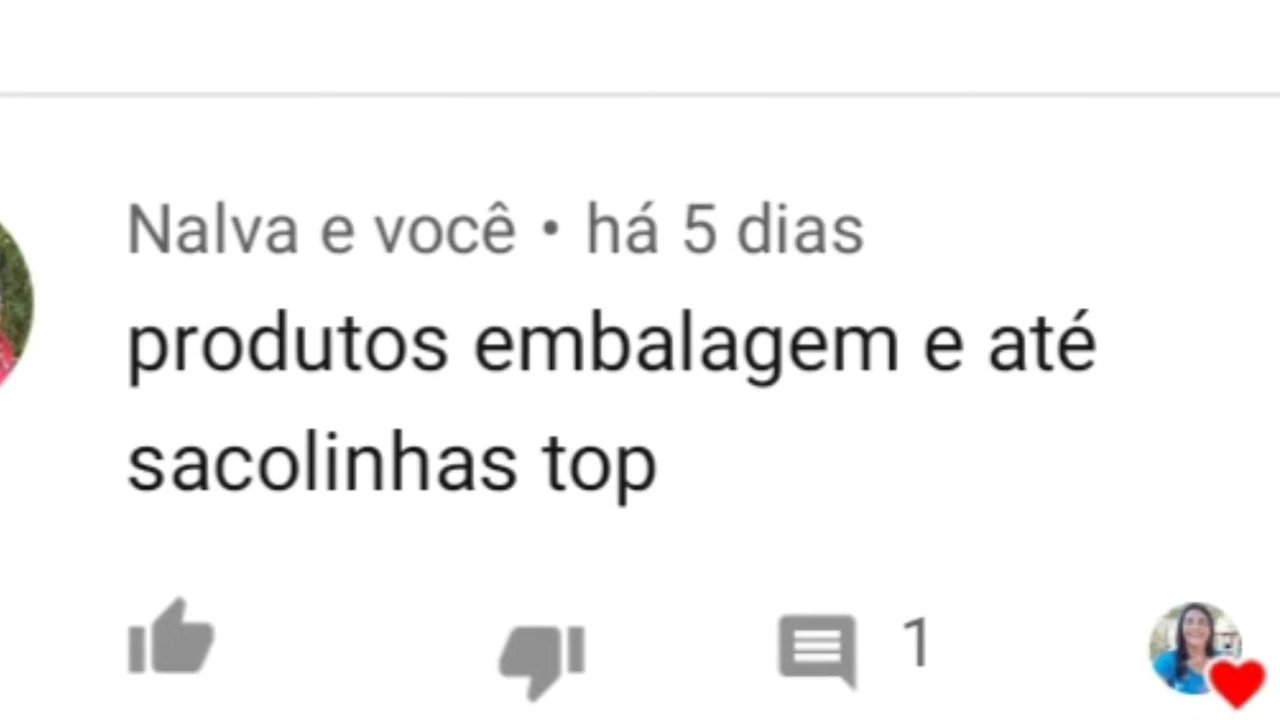 Nalva e você • há 5 dias
produtos embalagem e até
sacolinhas top
1